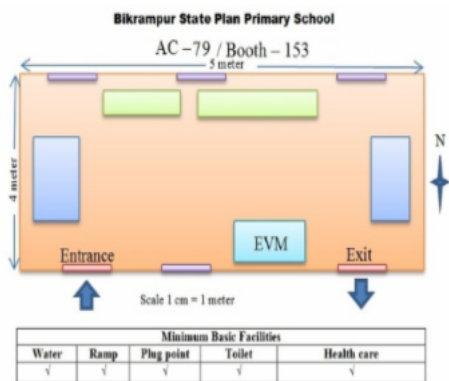 Bikrampur State Plan Primary School
AC -79 / Booth - 153
5 meter
4 meter
N
EVM
Entrance
Exit
Scale 1 cm = 1 meter
Minimum Basic Facilities
Water Ramp Plug point Toilet Health care
√ √ √ √ √